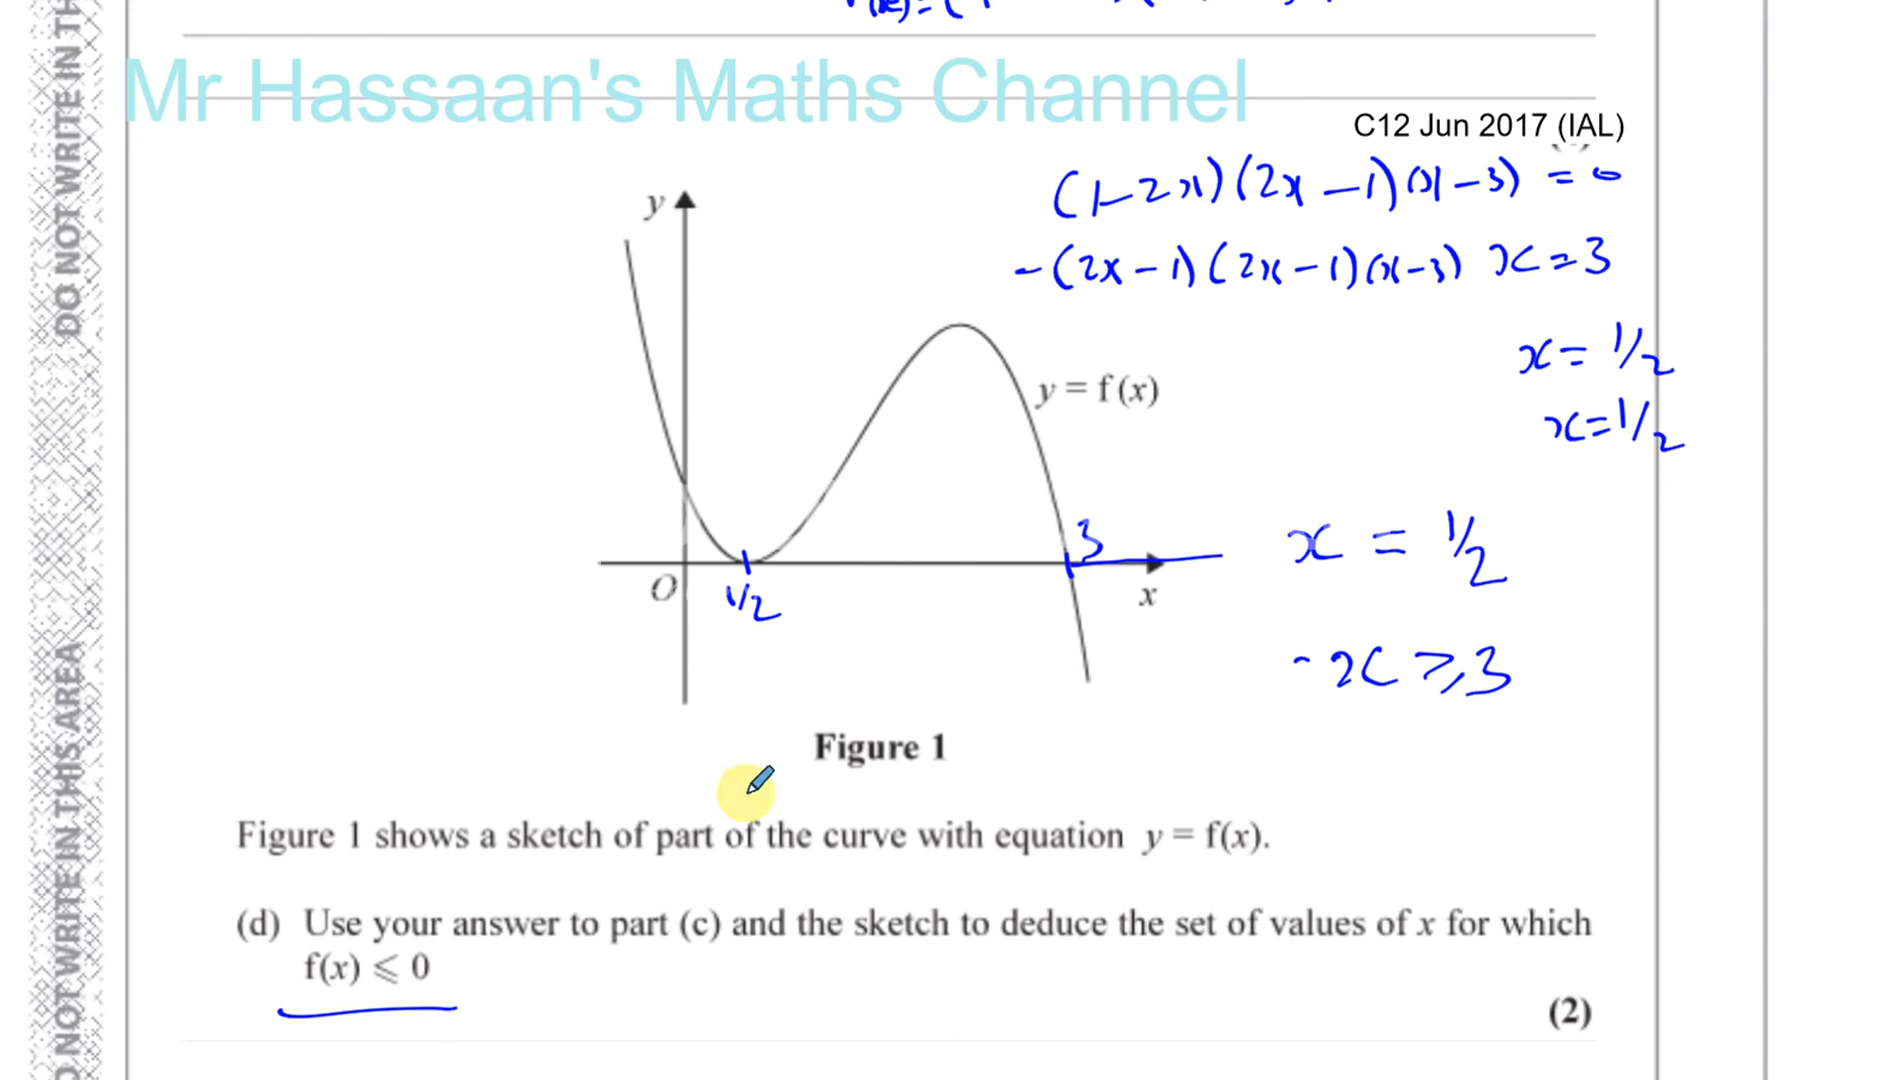 DO NOT WRITE IN TH
Mr Hassaan's Maths Channel
C12 Jun 2017 (IAL)
(1-2x)(2x-1)(x-3) = 0
-(2x-1)(2x-1)(x-3) x=3
x= 1/2
x=1/2
y
y = f(x)
3
O
1/2
x
x = 1/2
- x ⩾ 3
Figure 1
Figure 1 shows a sketch of part of the curve with equation y = f(x).
(d) Use your answer to part (c) and the sketch to deduce the set of values of x for which
f(x) ⩽ 0
(2)
DO NOT WRITE IN THIS AREA